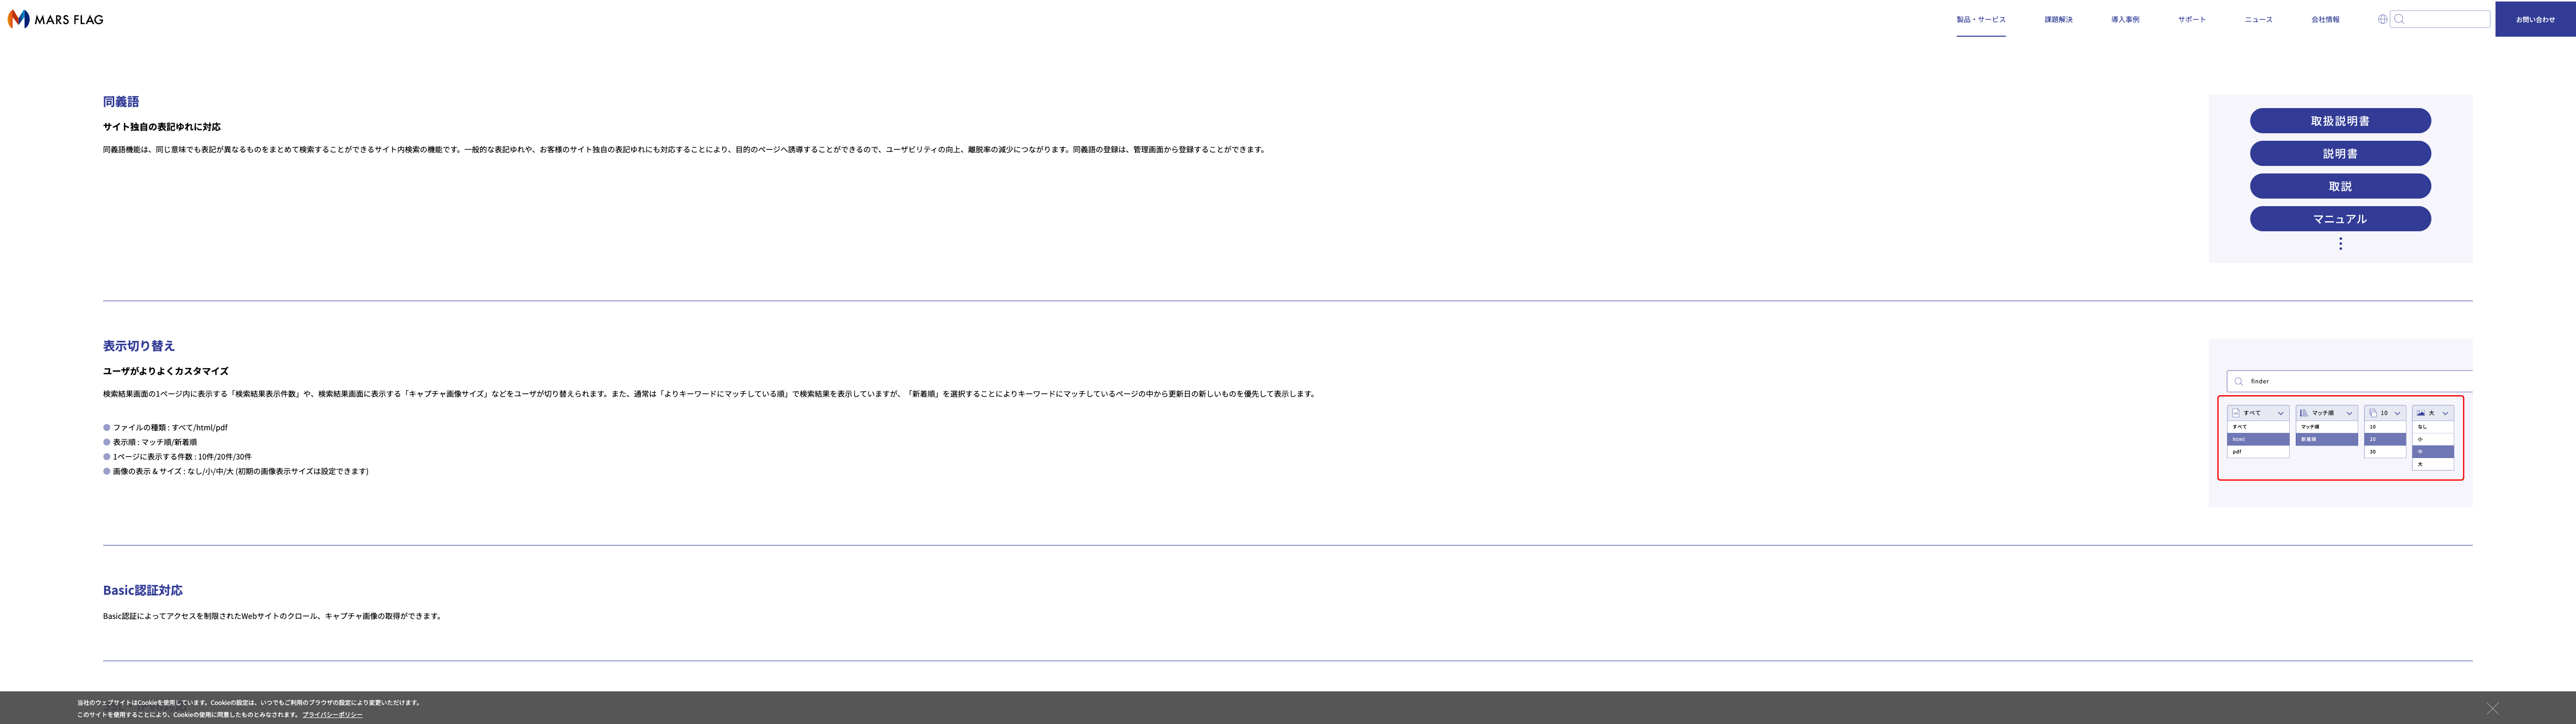 MARS FLAG
製品・サービス
課題解決
導入事例
サポート
ニュース
会社情報
お問い合わせ
同義語
サイト独自の表記ゆれに対応
同義語機能は、同じ意味でも表記が異なるものをまとめて検索することができるサイト内検索の機能です。一般的な表記ゆれや、お客様のサイト独自の表記ゆれにも対応することにより、目的のページへ誘導することができるので、ユーザビリティの向上、離脱率の減少につながります。同義語の登録は、管理画面から登録することができます。
取扱説明書
説明書
取説
マニュアル
表示切り替え
ユーザがよりよくカスタマイズ
検索結果画面の1ページ内に表示する「検索結果表示件数」や、検索結果画面に表示する「キャプチャ画像サイズ」などをユーザが切り替えられます。また、通常は「よりキーワードにマッチしている順」で検索結果を表示していますが、「新着順」を選択することによりキーワードにマッチしているページの中から更新日の新しいものを優先して表示します。
ファイルの種類 : すべて/html/pdf
表示順 : マッチ順/新着順
1ページに表示する件数 : 10件/20件/30件
画像の表示 & サイズ : なし/小/中/大 (初期の画像表示サイズは設定できます)
finder
すべて
すべて
html
pdf
マッチ順
マッチ順
新着順
10
10
20
30
大
なし
小
中
大
Basic認証対応
Basic認証によってアクセスを制限されたWebサイトのクロール、キャプチャ画像の取得ができます。
当社のウェブサイトはCookieを使用しています。Cookieの設定は、いつでもご利用のブラウザの設定により変更いただけます。
このサイトを使用することにより、Cookieの使用に同意したものとみなされます。 プライバシーポリシー